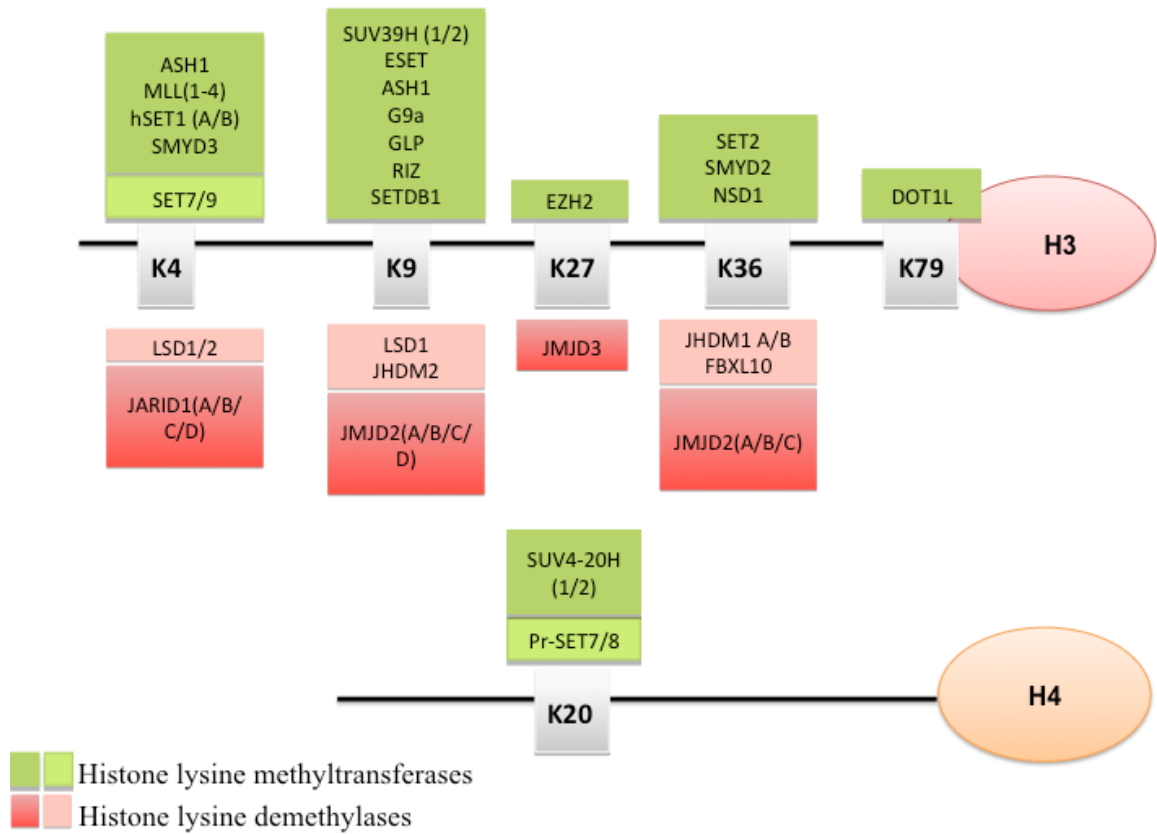 ASH1
MLL(1-4)
hSET1 (A/B)
SMYD3
SET7/9
SUV39H (1/2)
ESET
ASH1
G9a
GLP
RIZ
SETDB1
EZH2
SET2
SMYD2
NSD1
DOT1L
K4
K9
K27
K36
K79
H3
LSD1/2
JARID1(A/B/
C/D)
LSD1
JHDM2
JMJD2(A/B/C/
D)
JMJD3
JHDM1 A/B
FBXL10
JMJD2(A/B/C)
SUV4-20H
(1/2)
Pr-SET7/8
K20
H4
Histone lysine methyltransferases
Histone lysine demethylases